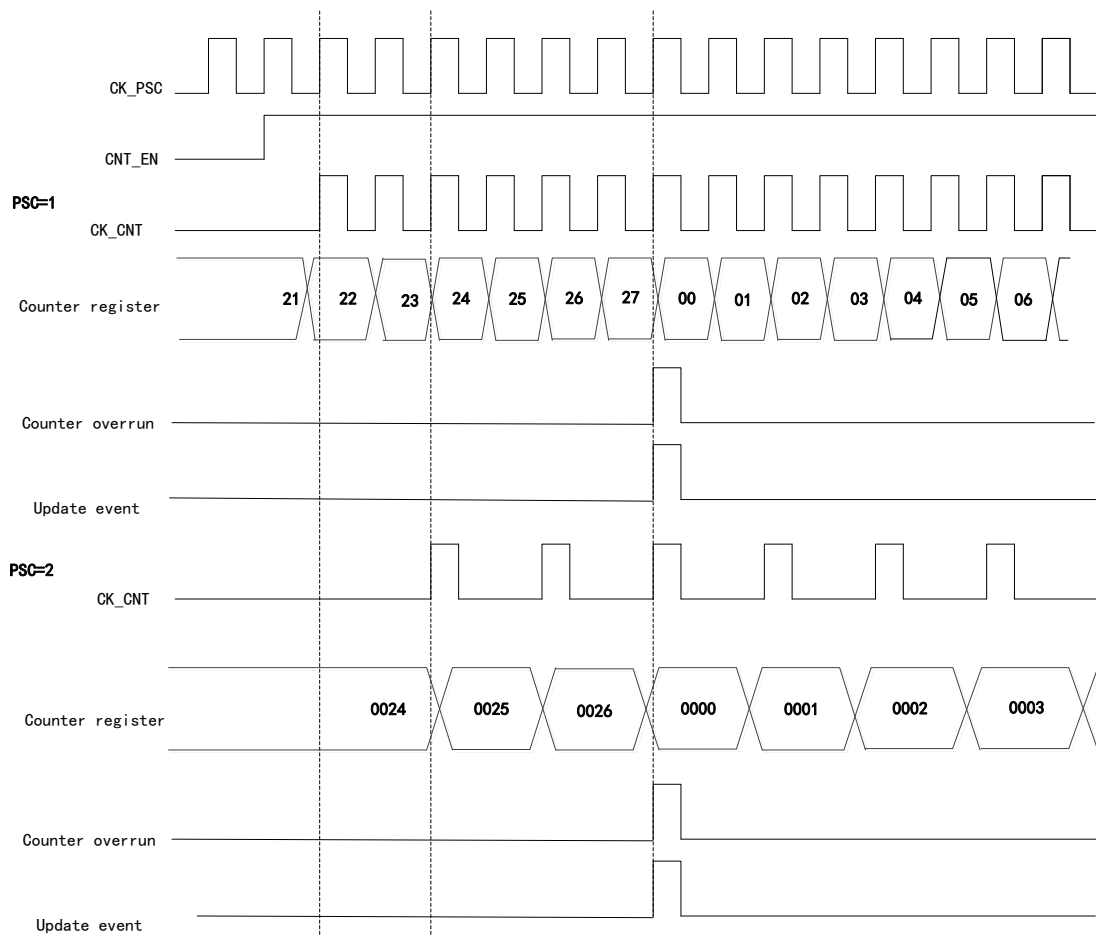 CK_PSC
CNT_EN
PSC=1
CK_CNT
Counter register 21 22 23 24 25 26 27 00 01 02 03 04 05 06
Counter overrun
Update event
PSC=2
CK_CNT
Counter register 0024 0025 0026 0000 0001 0002 0003
Counter overrun
Update event